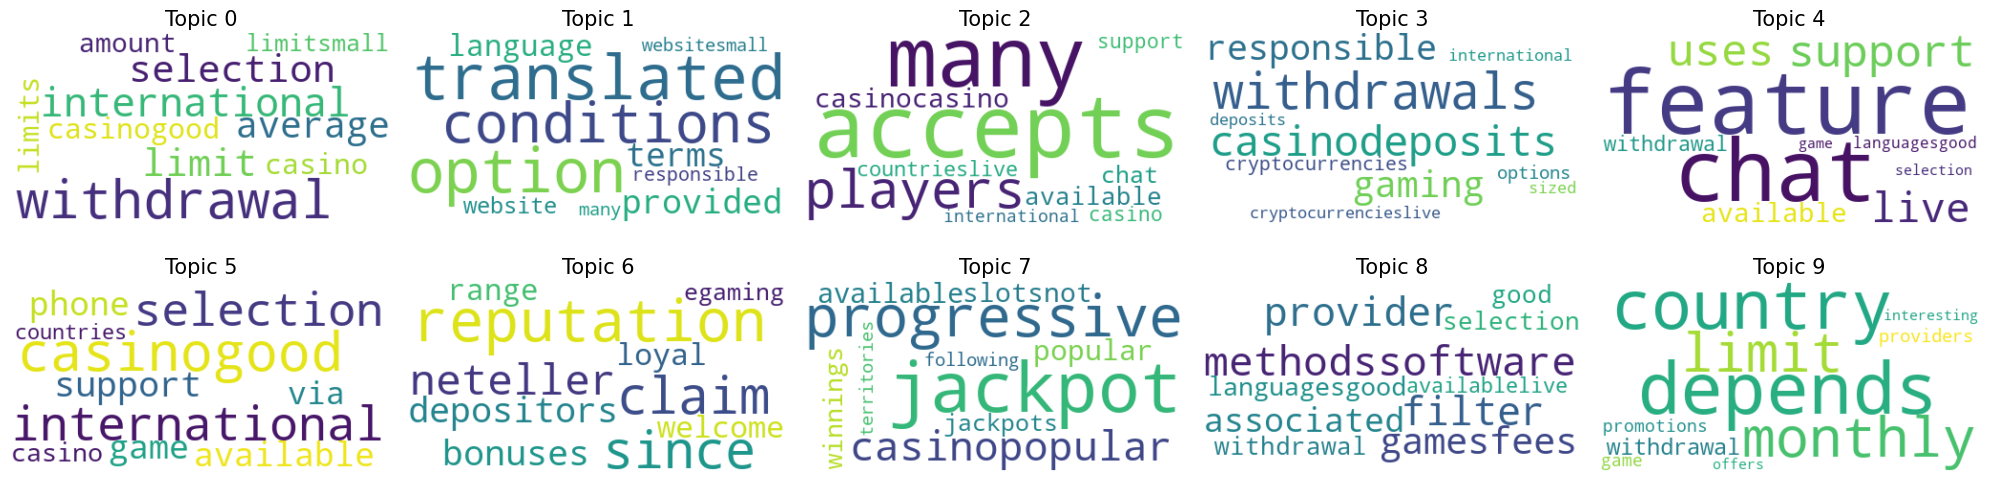 Topic 0
amount limitsmall
selection
limits international
casinogood average
limit casino
withdrawal
Topic 1
language websitesmall
translated
conditions
option terms
responsible
website many provided
Topic 2
many support
casinocasino
accepts
countrieslive chat
players available
international casino
Topic 3
responsible international
withdrawals
deposits
casinodeposits
cryptocurrencies options
gaming sized
cryptocurrencieslive
Topic 4
uses support
feature
withdrawal game languagesgood
chat selection
available live
Topic 5
phone selection
countries
casinogood
support via
international
casino game available
Topic 6
range egaming
reputation
loyal
neteller claim
depositors welcome
bonuses since
Topic 7
availableslotsnot
progressive
winnings territories following popular
jackpot
jackpots
casinopopular
Topic 8
provider good
selection
methodssoftware
languagesgood availablelive
associated filter
withdrawal gamesfees
Topic 9
country interesting
limit providers
depends
promotions
withdrawal monthly
game offers